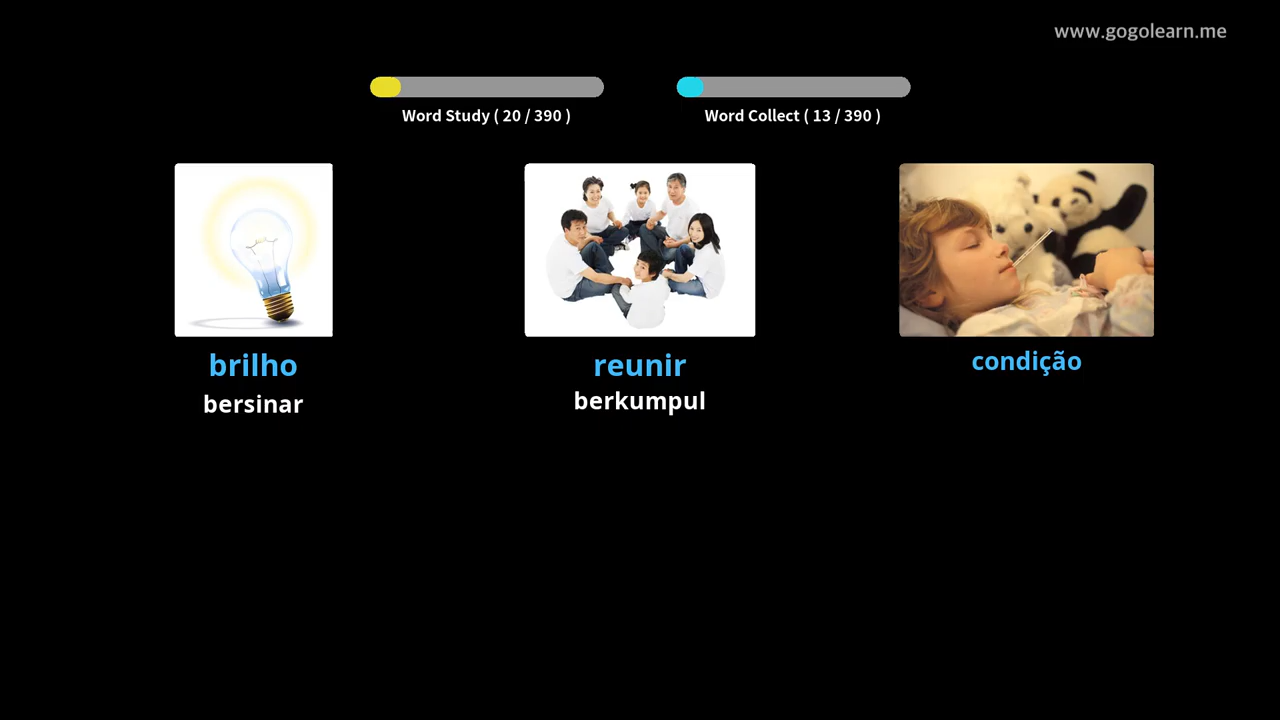 www.gogolearn.me
Word Study ( 20 / 390 )
Word Collect ( 13 / 390 )
brilho
bersinar
reunir
berkumpul
condição